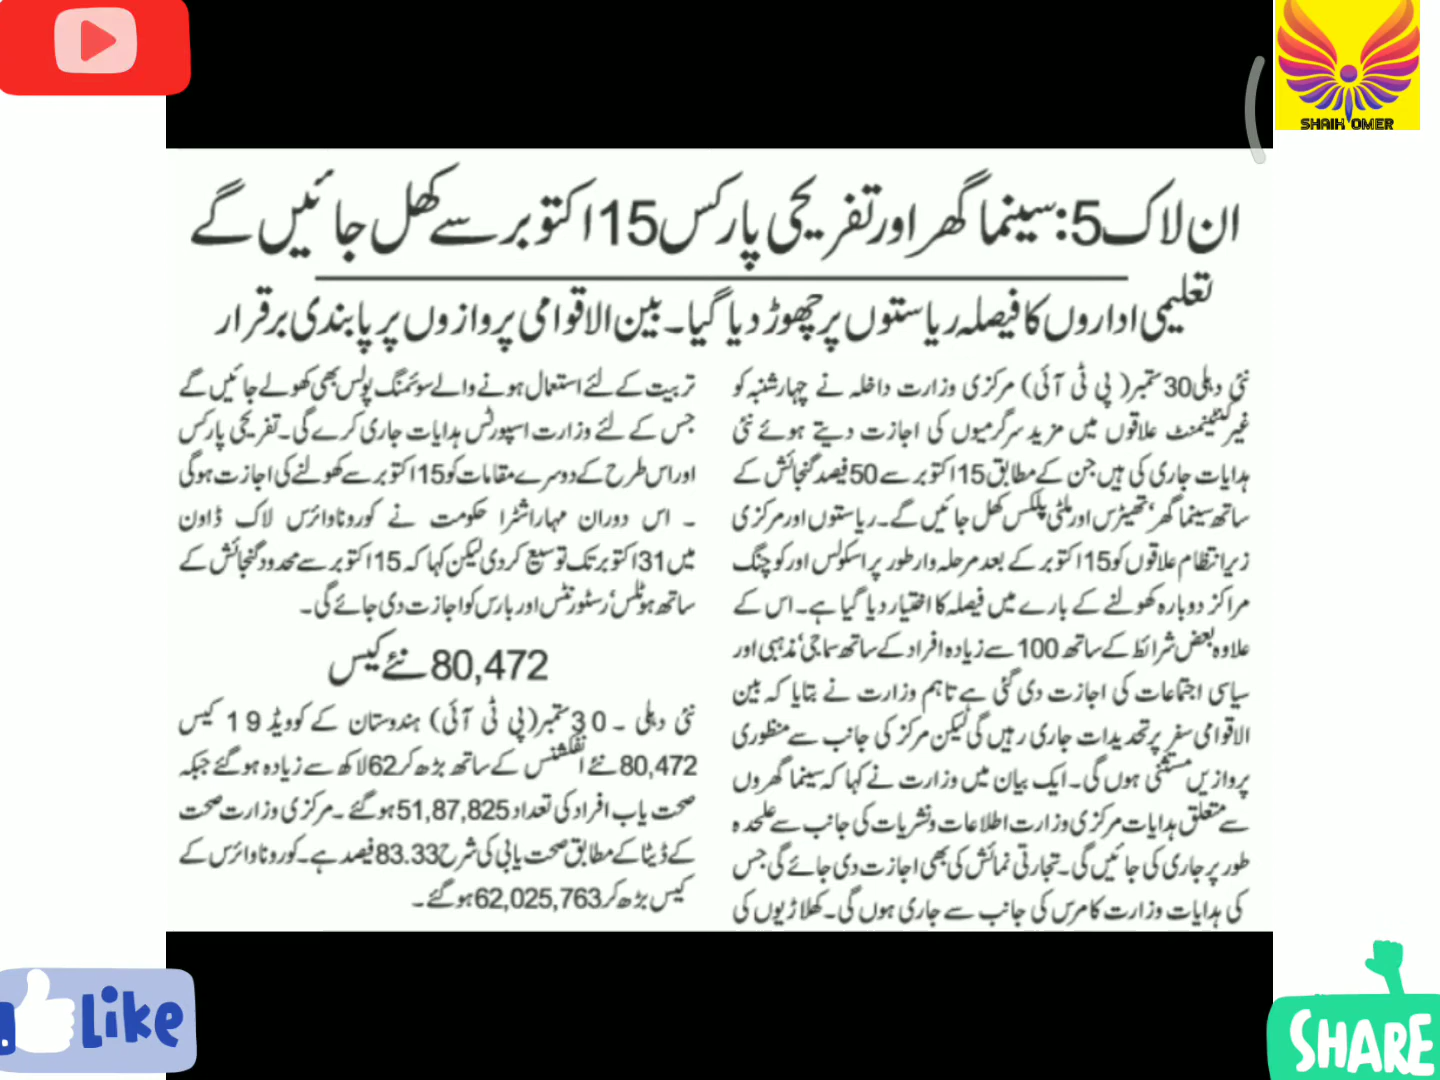 SHAIK OMER
ان لاک 5: سینما گھر اور تفریحی پارکس 15 اکتوبر سے کھل جائیں گے
تعلیمی اداروں کا فیصلہ ریاستوں پر چھوڑ دیا گیا۔ بین الاقوامی پروازوں پر پابندی برقرار
نئی دہلی 30 ستمبر (پی ٹی آئی) مرکزی وزارت داخلہ نے چہارشنبہ کو
غیر کنٹینمنٹ علاقوں میں مزید سرگرمیوں کی اجازت دیتے ہوئے نئی
ہدایات جاری کی ہیں جن کے مطابق 15 اکتوبر سے 50 فیصد گنجائش کے
ساتھ سینما گھر، تھیٹرس اور ملٹی پلکس کھل جائیں گے۔ ریاستوں اور مرکزی
زیر انتظام علاقوں کو 15 اکتوبر کے بعد مرحلہ وار طور پر اسکولس اور کوچنگ
مراکز دوبارہ کھولنے کے بارے میں فیصلہ کا اختیار دیا گیا ہے۔ اس کے
علاوہ بعض شرائط کے ساتھ 100 سے زیادہ افراد کے ساتھ سماجی، مذہبی اور
سیاسی اجتماعات کی اجازت دی گئی ہے تاہم وزارت نے بتایا کہ بین
الاقوامی سفر پر تحدیدات جاری رہیں گی لیکن مرکز کی جانب سے منظوری
پروازیں مستثنیٰ ہوں گی۔ ایک بیان میں وزارت نے کہا کہ سینما گھروں
سے متعلق ہدایات مرکزی وزارت اطلاعات و نشریات کی جانب سے علحدہ
طور پر جاری کی جائیں گی۔ تجارتی نمائش کی بھی اجازت دی جائے گی جس
کی ہدایات وزارت کامرس کی جانب سے جاری ہوں گی۔ کھلاڑیوں کی
تربیت کے لئے استعمال ہونے والے سوئمنگ پولس بھی کھولے جائیں گے
جس کے لئے وزارت اسپورٹس ہدایات جاری کرے گی۔ تفریحی پارکس
اور اس طرح کے دوسرے مقامات کو 15 اکتوبر سے کھولنے کی اجازت ہوگی
۔ اس دوران مہاراشٹرا حکومت نے کورونا وائرس لاک ڈاون
میں 31 اکتوبر تک توسیع کردی لیکن کہا کہ 15 اکتوبر سے محدود گنجائش کے
ساتھ ہوٹلس، رسٹورنٹس اور بارس کو اجازت دی جائے گی۔
80,472 نئے کیس
نئی دہلی ۔ 30 ستمبر (پی ٹی آئی) ہندوستان کے کوویڈ 19 کیس
80,472 نئے انفکشنس کے ساتھ بڑھ کر 62 لاکھ سے زیادہ ہوگئے جبکہ
صحت یاب افراد کی تعداد 51,87,825 ہوگئے ۔ مرکزی وزارت صحت
کے ڈیٹا کے مطابق صحت یابی کی شرح 83.33 فیصد ہے۔ کورونا وائرس کے
کیس بڑھ کر 62,025,763 ہوگئے ۔
Like
SHARE